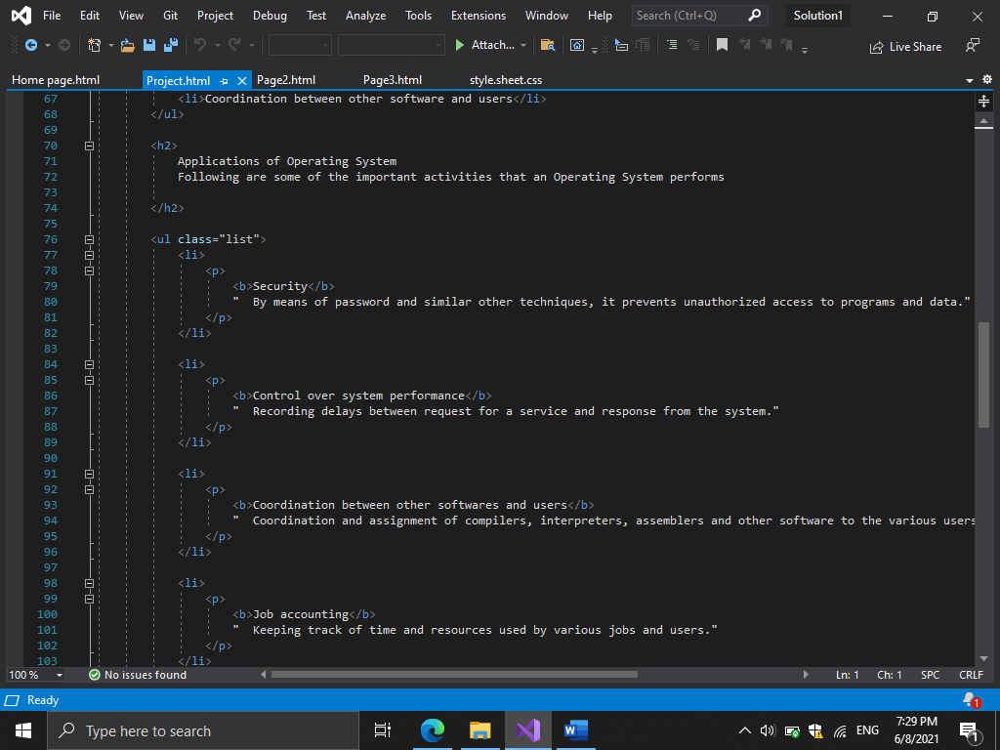 File Edit View Git Project Debug Test Analyze Tools Extensions Window Help Search (Ctrl+Q) Solution1
Attach... Live Share
Home page.html Project.html Page2.html Page3.html style.sheet.css
67 <li>Coordination between other software and users</li>
68 </ul>
69
70 <h2>
71 Applications of Operating System
72 Following are some of the important activities that an Operating System performs
73
74 </h2>
75
76 <ul class="list">
77 <li>
78 <p>
79 <b>Security</b>
80 "  By means of password and similar other techniques, it prevents unauthorized access to programs and data."
81 </p>
82 </li>
83
84 <li>
85 <p>
86 <b>Control over system performance</b>
87 "  Recording delays between request for a service and response from the system."
88 </p>
89 </li>
90
91 <li>
92 <p>
93 <b>Coordination between other softwares and users</b>
94 "  Coordination and assignment of compilers, interpreters, assemblers and other software to the various users
95 </p>
96 </li>
97
98 <li>
99 <p>
100 <b>Job accounting</b>
101 "  Keeping track of time and resources used by various jobs and users."
102 </p>
103 </li>
100 % No issues found Ln: 1 Ch: 1 SPC CRLF
Ready 1
Type here to search W ENG 7:29 PM 1
6/8/2021